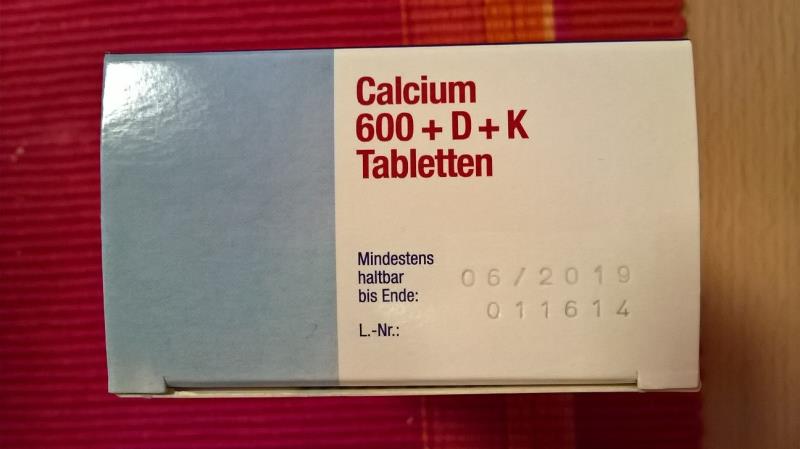 Calcium
600 + D + K
Tabletten
Mindestens
haltbar
bis Ende:
06/2019
L.-Nr.:
011614